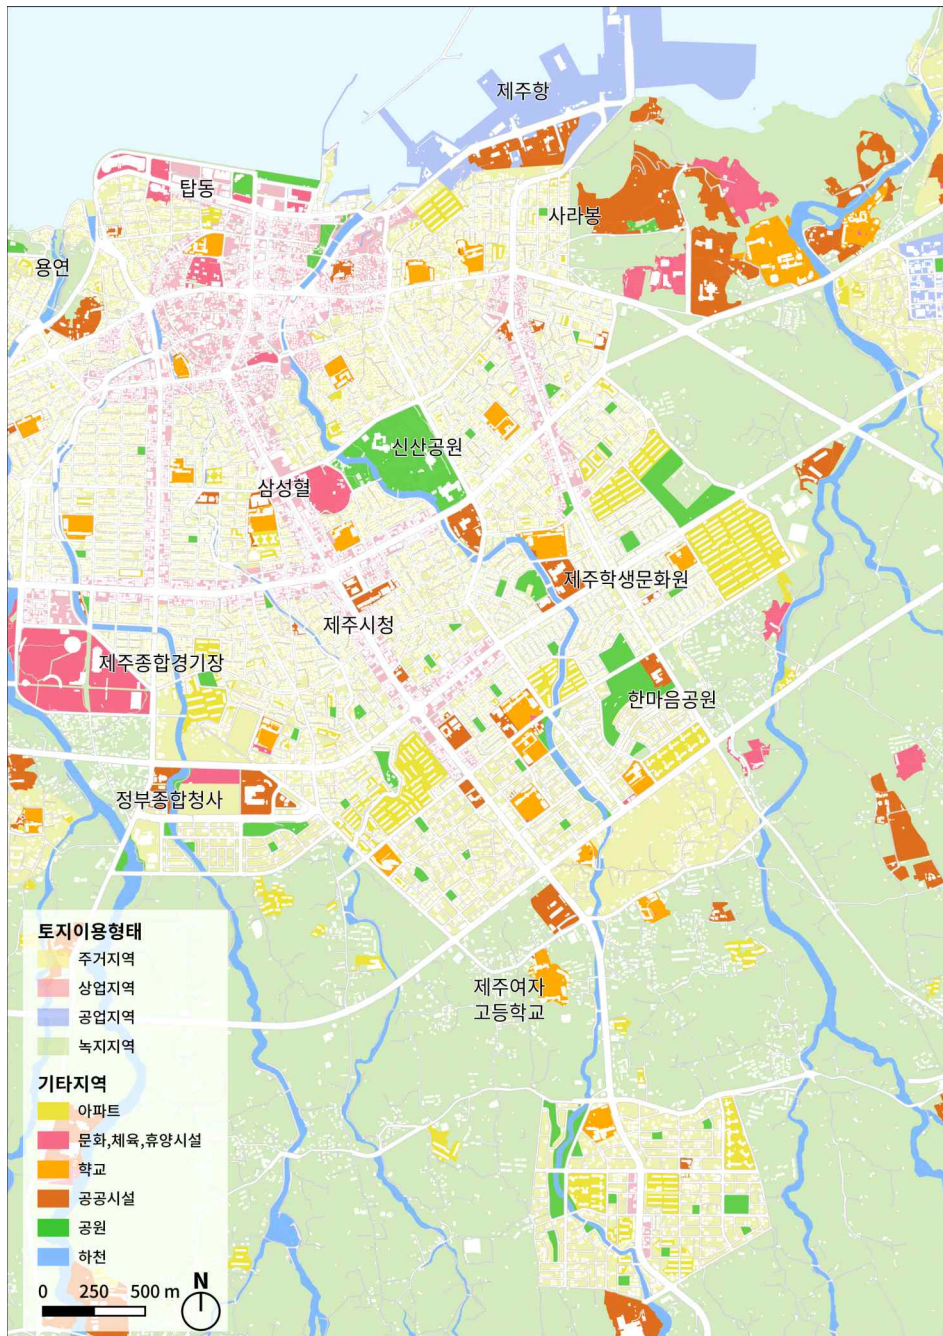 제주항
탑동
사라봉
용연
신산공원
삼성혈
제주학생문화원
제주시청
제주종합경기장
한마음공원
정부종합청사
제주여자
고등학교
토지이용형태
주거지역
상업지역
공업지역
녹지지역
기타지역
아파트
문화,체육,휴양시설
학교
공공시설
공원
하천
0 250 500 m
N